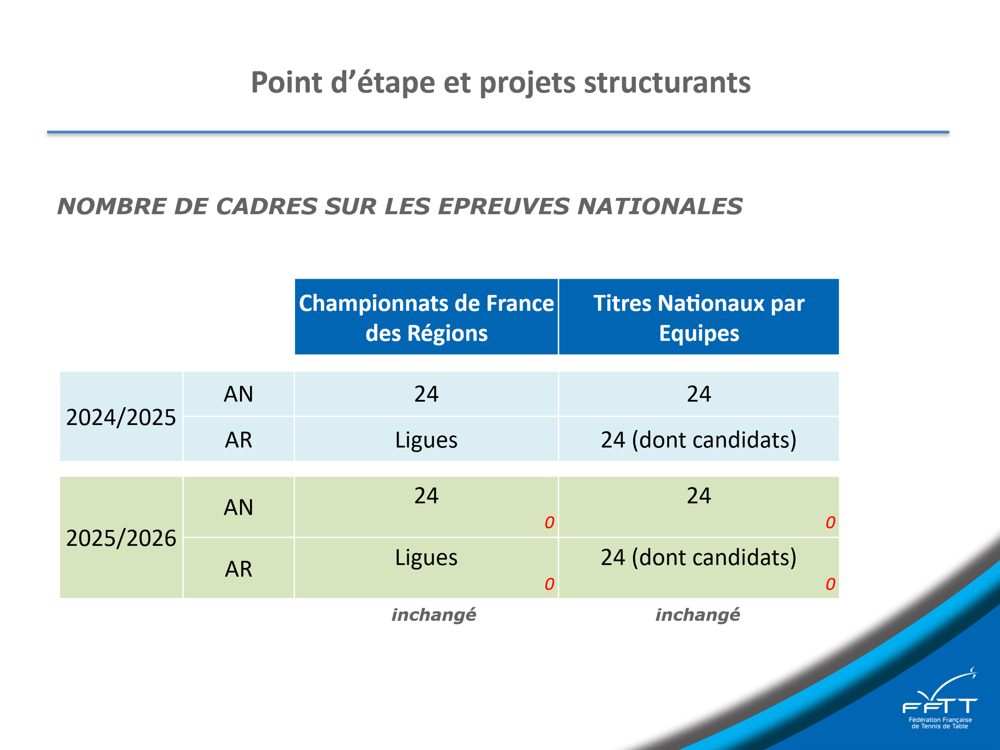 Point d’étape et projets structurants
NOMBRE DE CADRES SUR LES EPREUVES NATIONALES
Championnats de France des Régions
Titres Nationaux par Equipes
2024/2025
AN
24
24
AR
Ligues
24 (dont candidats)
2025/2026
AN
24
0
24
0
AR
Ligues
0
24 (dont candidats)
0
inchangé
inchangé
FFTT
Fédération Française
de Tennis de Table